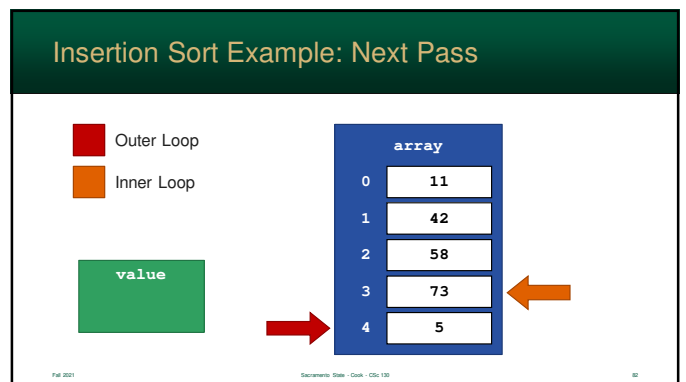 Insertion Sort Example: Next Pass
Outer Loop
Inner Loop
array
0 11
1 42
2 58
value
3 73
4 5
Fall 2021 Sacramento State - Cook - CSc 130 82